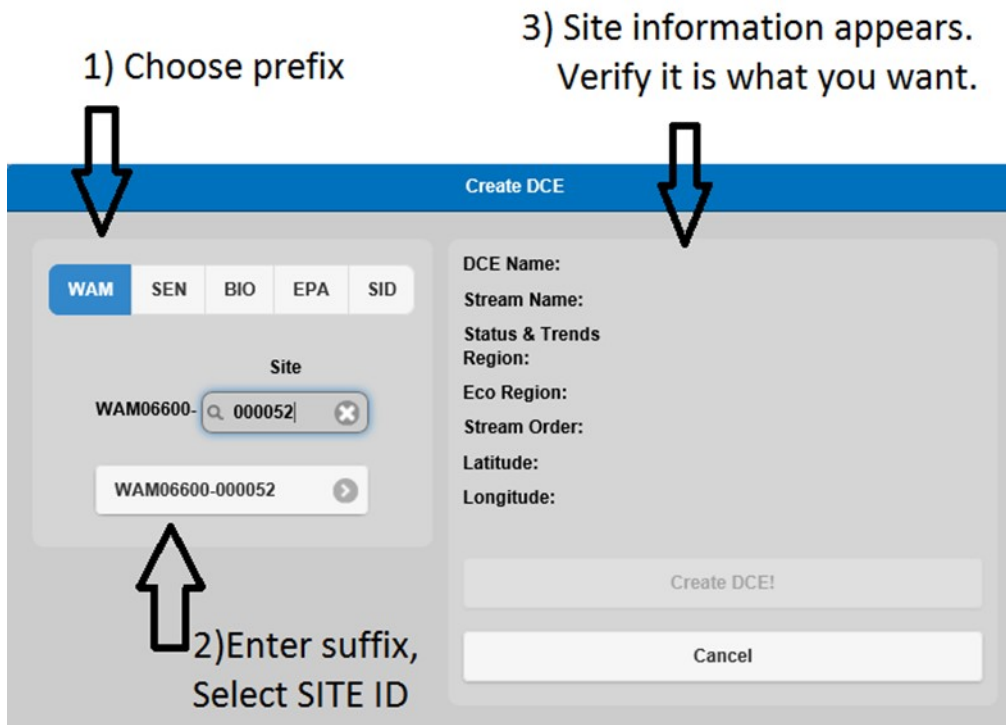 1) Choose prefix
3) Site information appears.
Verify it is what you want.
Create DCE
WAM SEN BIO EPA SID
Site
WAM06600- 000052
WAM06600-000052
2)Enter suffix,
Select SITE ID
DCE Name:
Stream Name:
Status & Trends
Region:
Eco Region:
Stream Order:
Latitude:
Longitude:
Create DCE!
Cancel